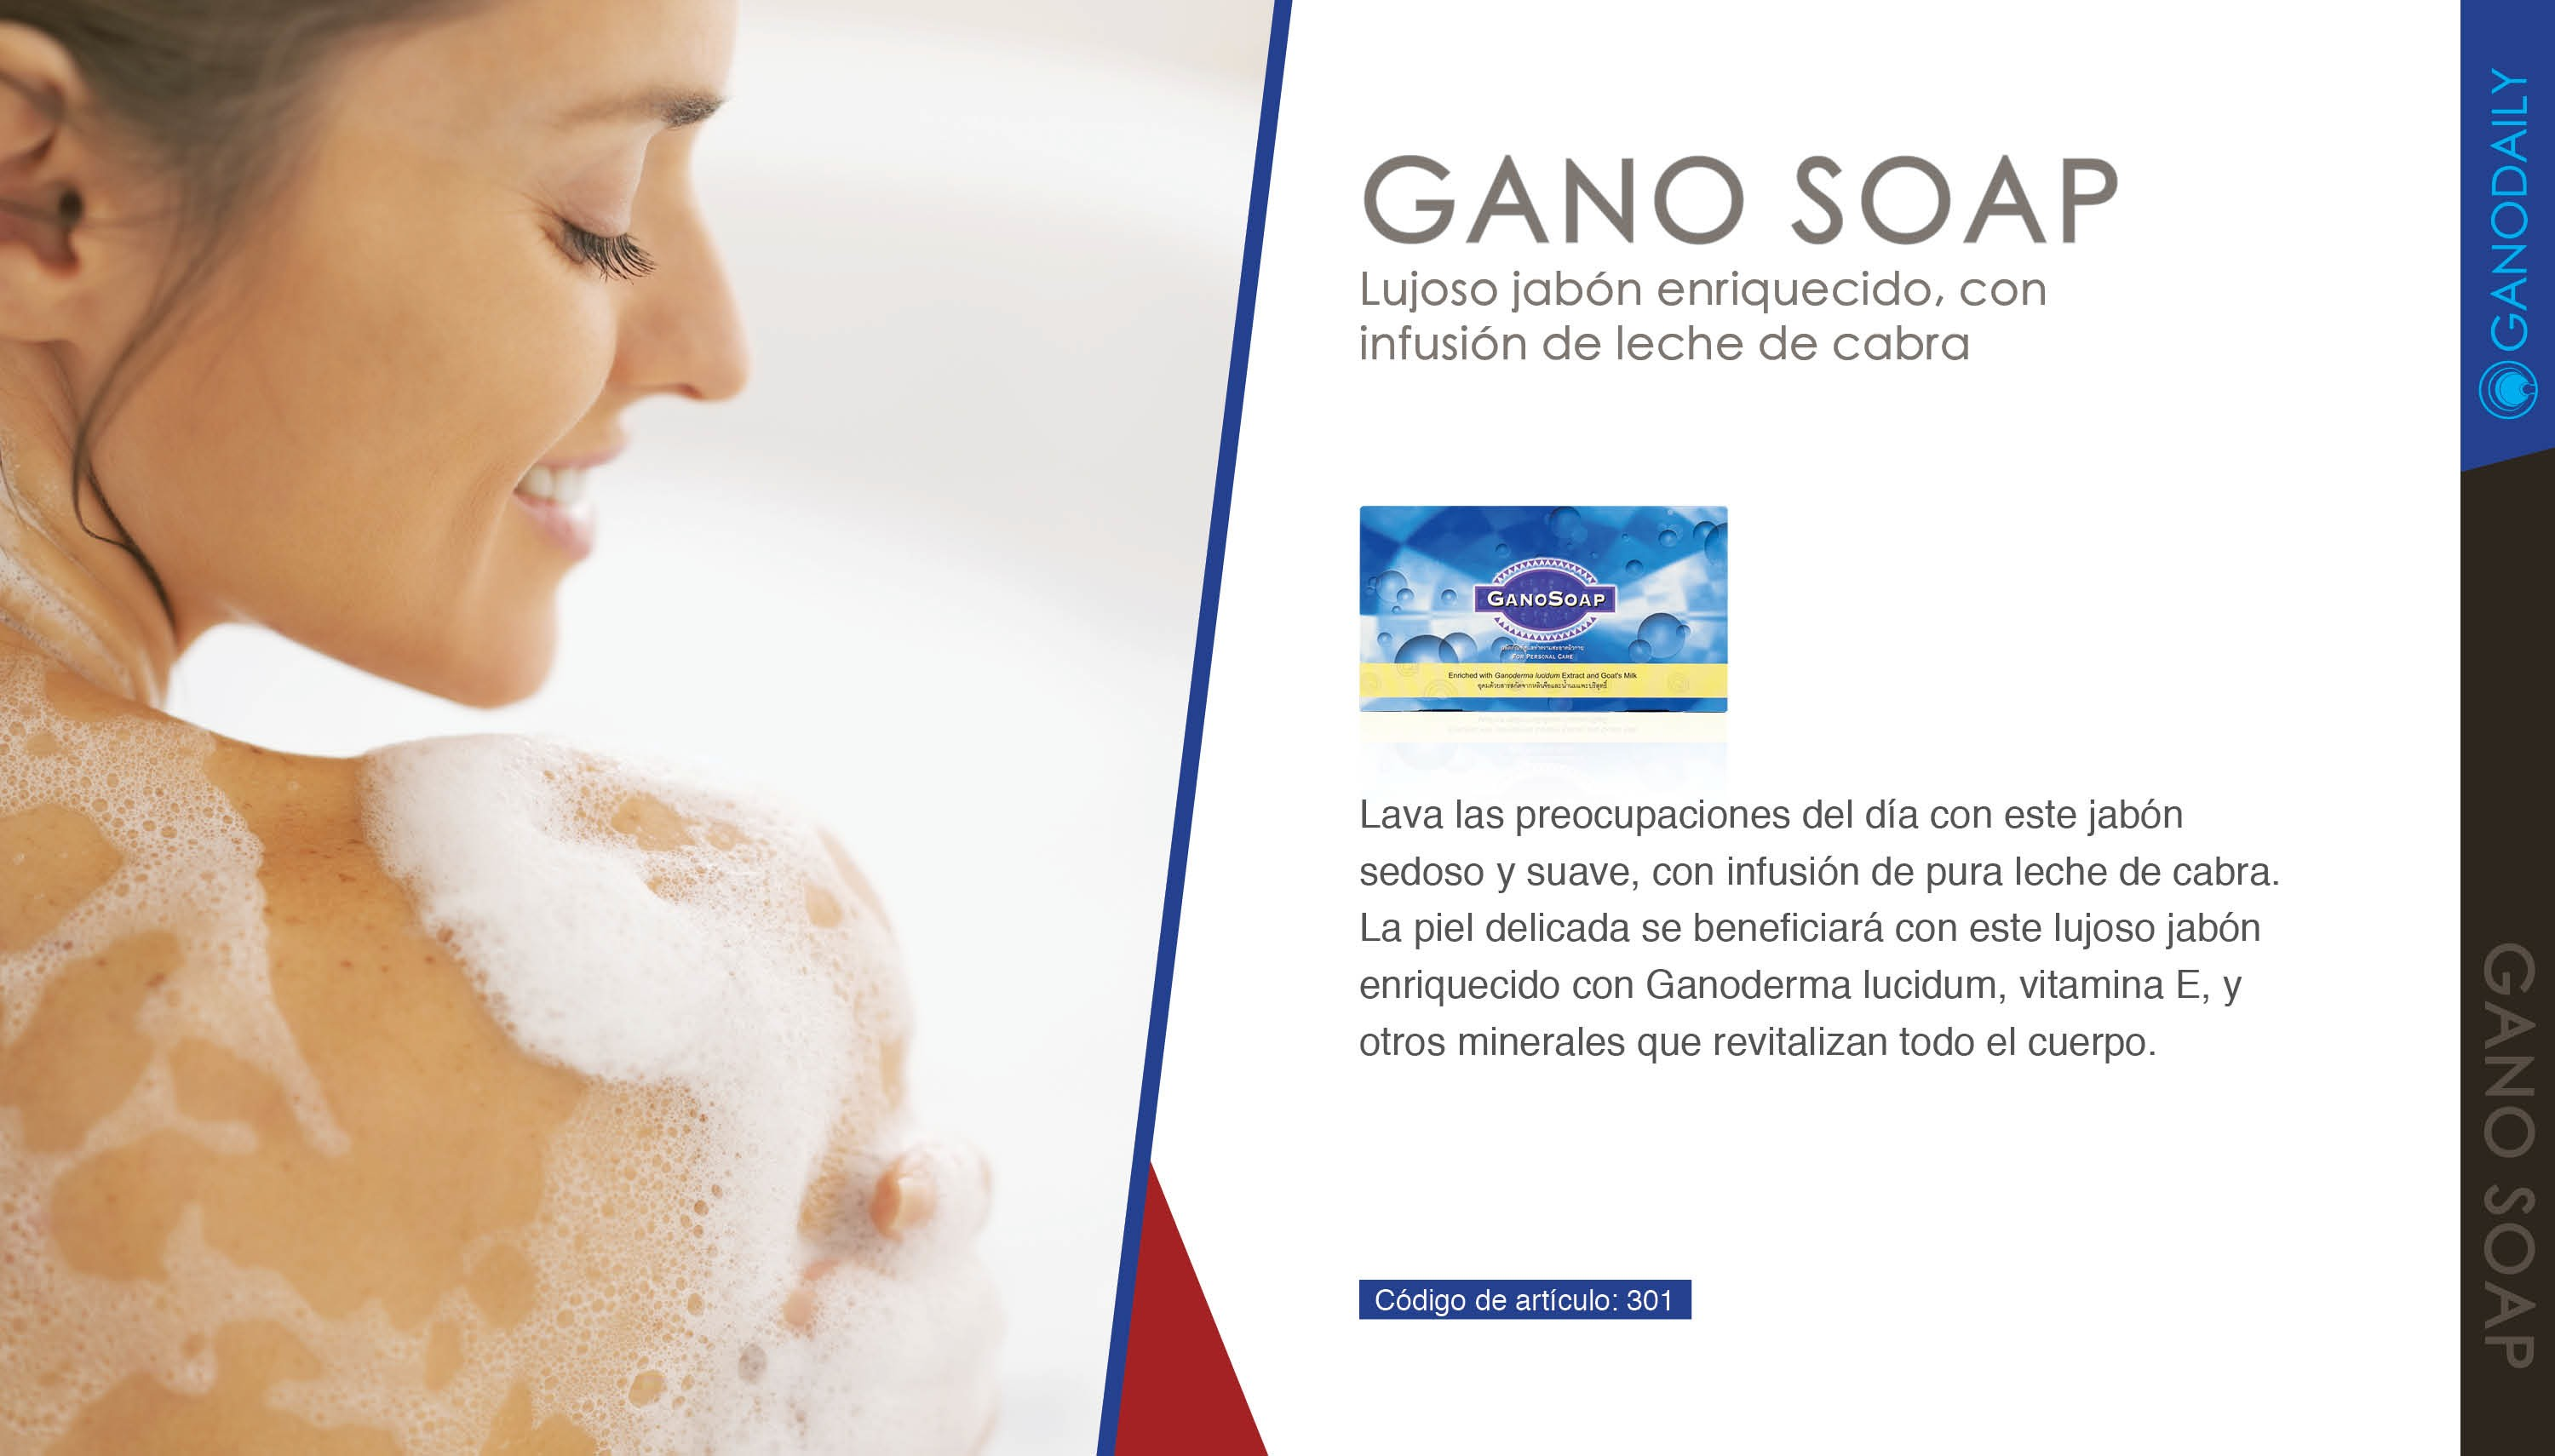 GANO SOAP
Lujoso jabón enriquecido, con
infusión de leche de cabra
GANOSOAP
FOR PERSONAL CARE
Enriched with Ganoderma lucidum Extract and Goat's Milk
Lava las preocupaciones del día con este jabón
sedoso y suave, con infusión de pura leche de cabra.
La piel delicada se beneficiará con este lujoso jabón
enriquecido con Ganoderma lucidum, vitamina E, y
otros minerales que revitalizan todo el cuerpo.
Código de artículo: 301
GANODAILY
GANO SOAP